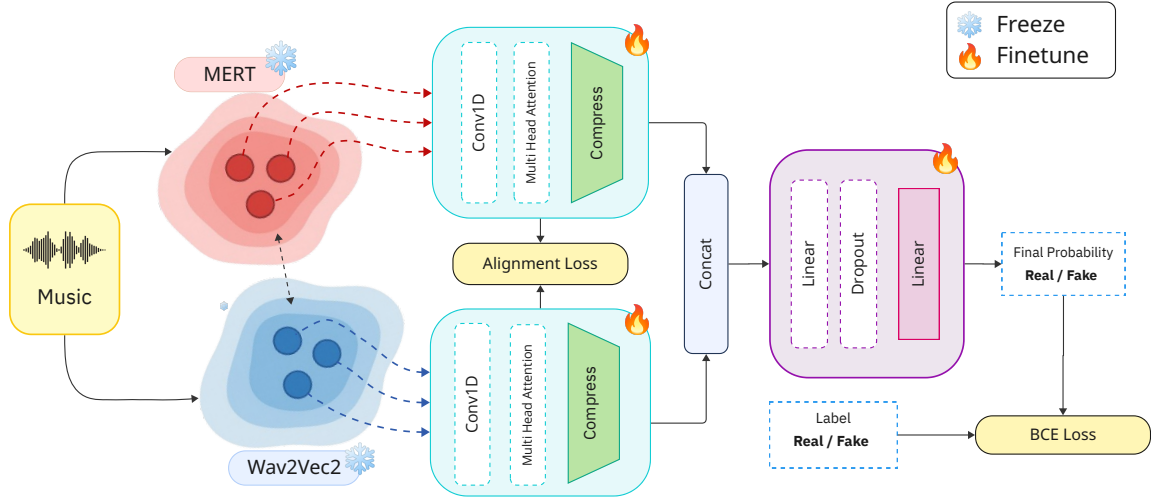 Freeze
Finetune
MERT
Music
Wav2Vec2
Conv1D
Multi Head Attention
Compress
Alignment Loss
Conv1D
Multi Head Attention
Compress
Concat
Linear
Dropout
Linear
Final Probability
Real / Fake
Label
Real / Fake
BCE Loss